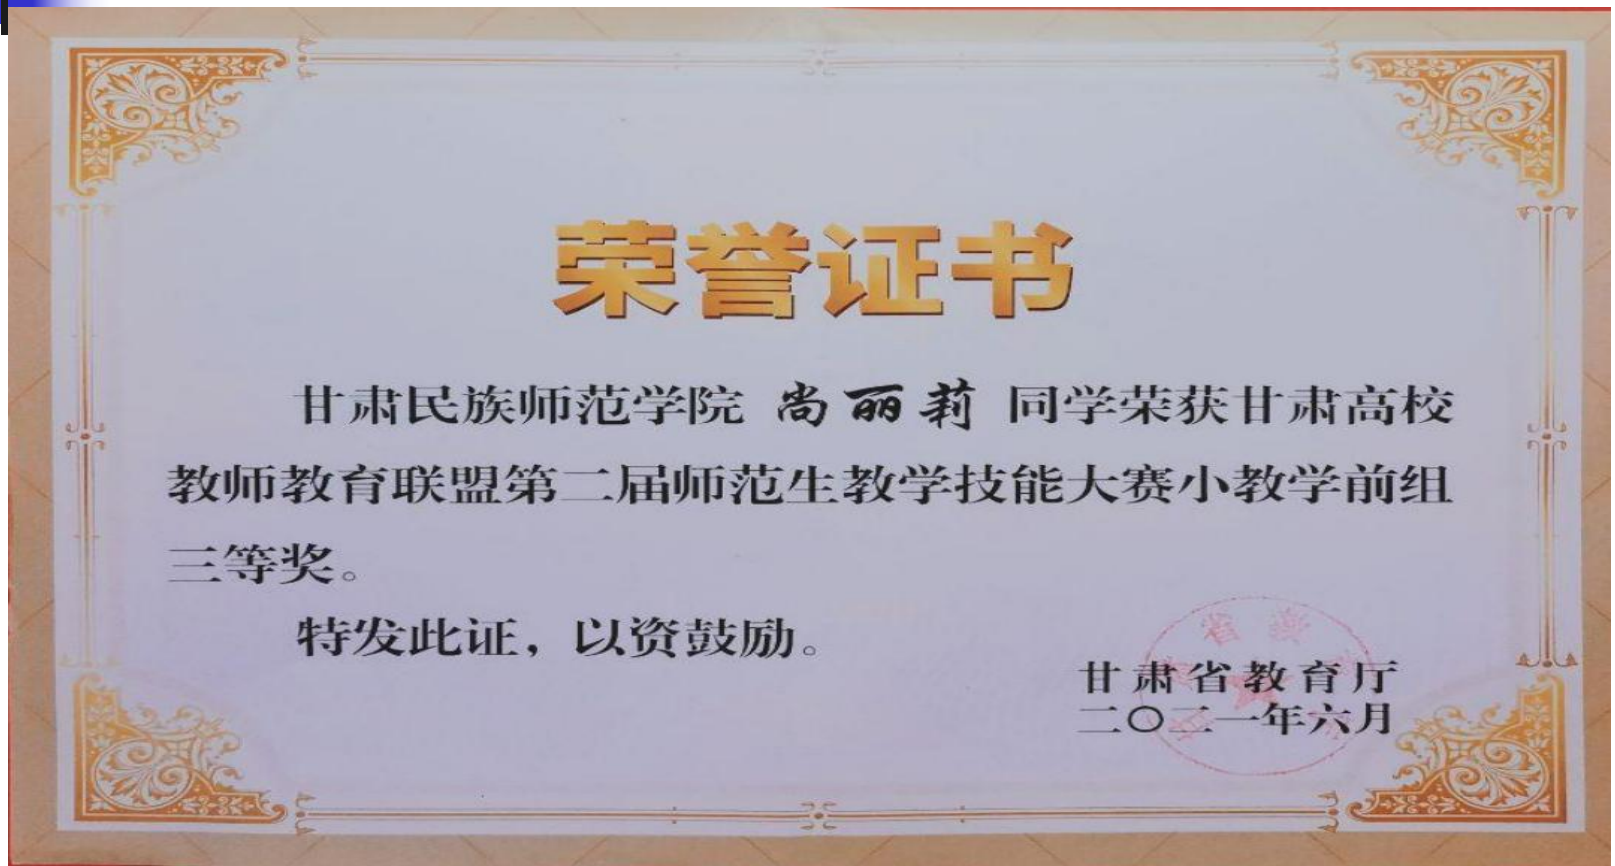 荣誉证书
甘肃民族师范学院 尚丽莉 同学荣获甘肃高校
教师教育联盟第二届师范生教学技能大赛小教学前组
三等奖。
特发此证，以资鼓励。
甘肃省教育厅
二〇二一年六月